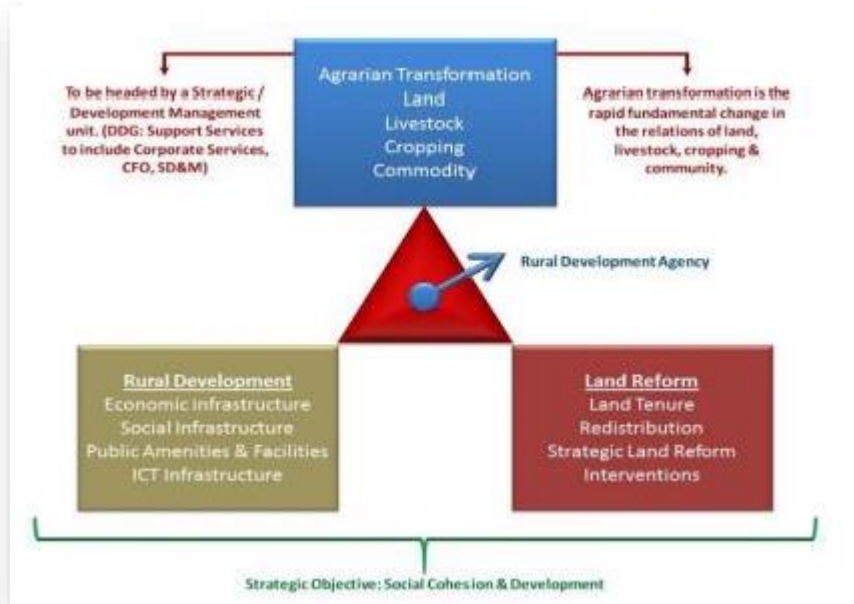 Agrarian Transformation
Land
Livestock
Cropping
Commodity
To be headed by a Strategic /
Development Management
unit. (DDG: Support Services
to include Corporate Services,
CFO, SD&M)
Agrarian transformation is the
rapid fundamental change in
the relations of land,
livestock, cropping &
community.
Rural Development Agency
Rural Development
Economic infrastructure
Social Infrastructure
Public Amenities & Facilities
ICT Infrastructure
Land Reform
Land Tenure
Redistribution
Strategic Land Reform
Interventions
Strategic Objective: Social Cohesion & Development